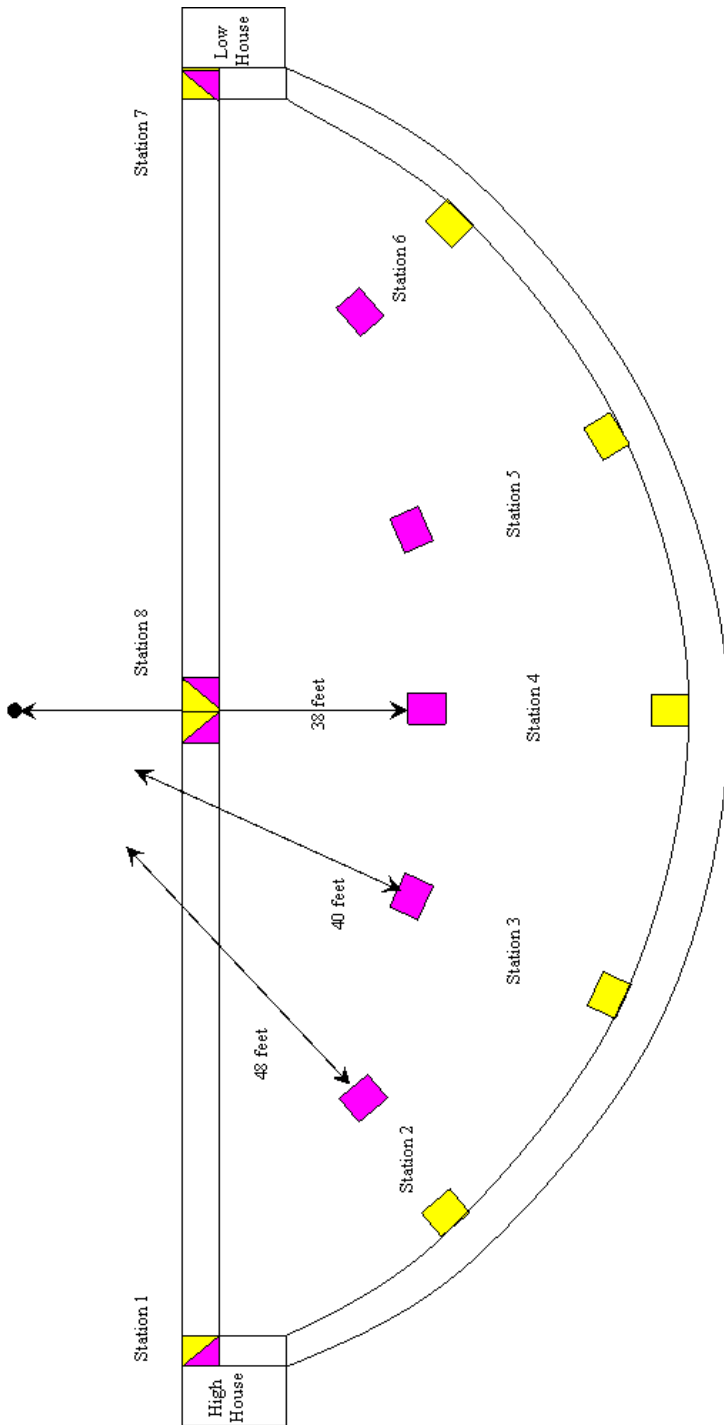 Low
House
Station 7
Station 6
Station 5
Station 8
38 feet
Station 4
40 feet
Station 3
48 feet
Station 2
Station 1
High
House